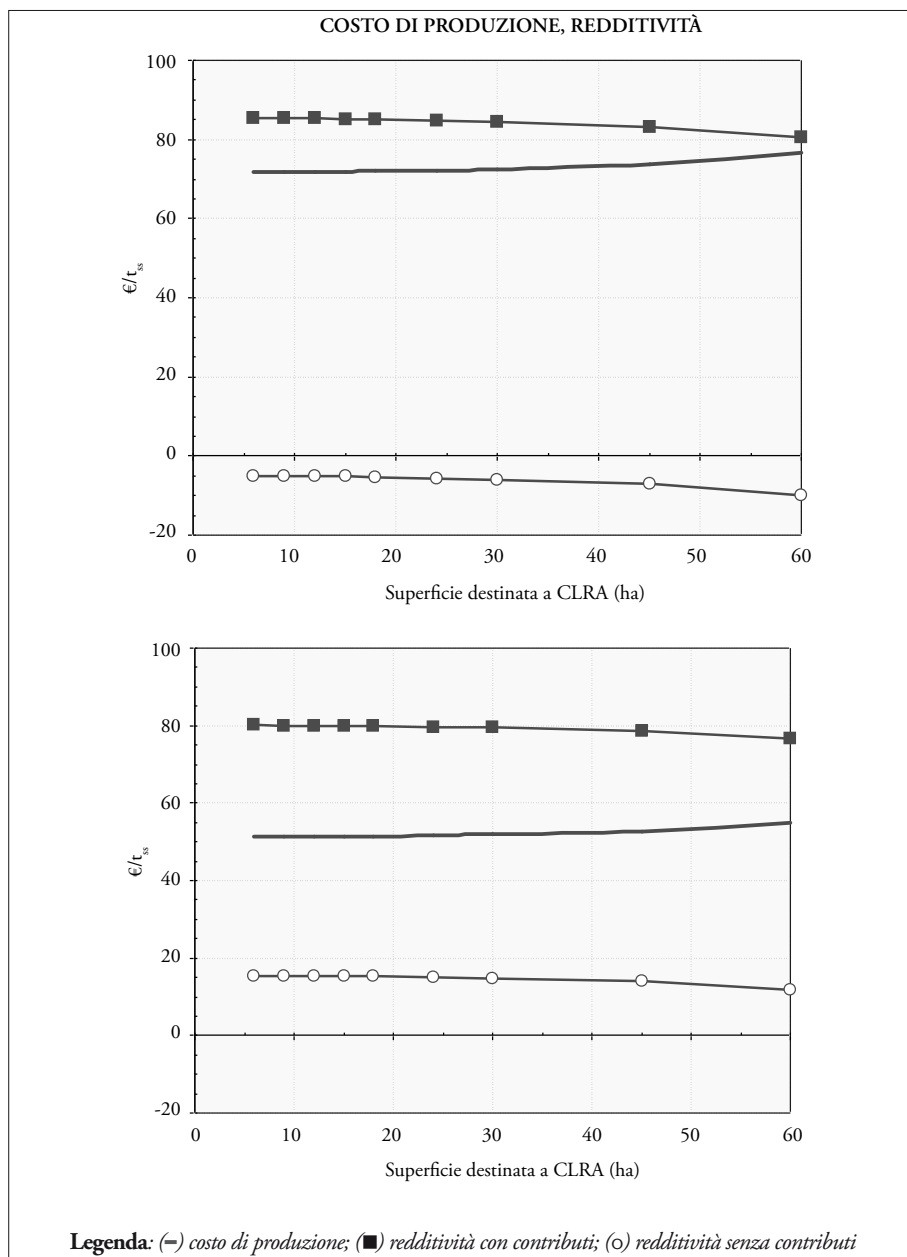 COSTO DI PRODUZIONE, REDDITIVITÀ
100
80
60
40
20
0
-20
€/t ss
0 10 20 30 40 50 60
Superficie destinata a CLRA (ha)
100
80
60
40
20
0
-20
€/t ss
0 10 20 30 40 50 60
Superficie destinata a CLRA (ha)
Legenda: (–) costo di produzione; (■) redditività con contributi; (○) redditività senza contributi